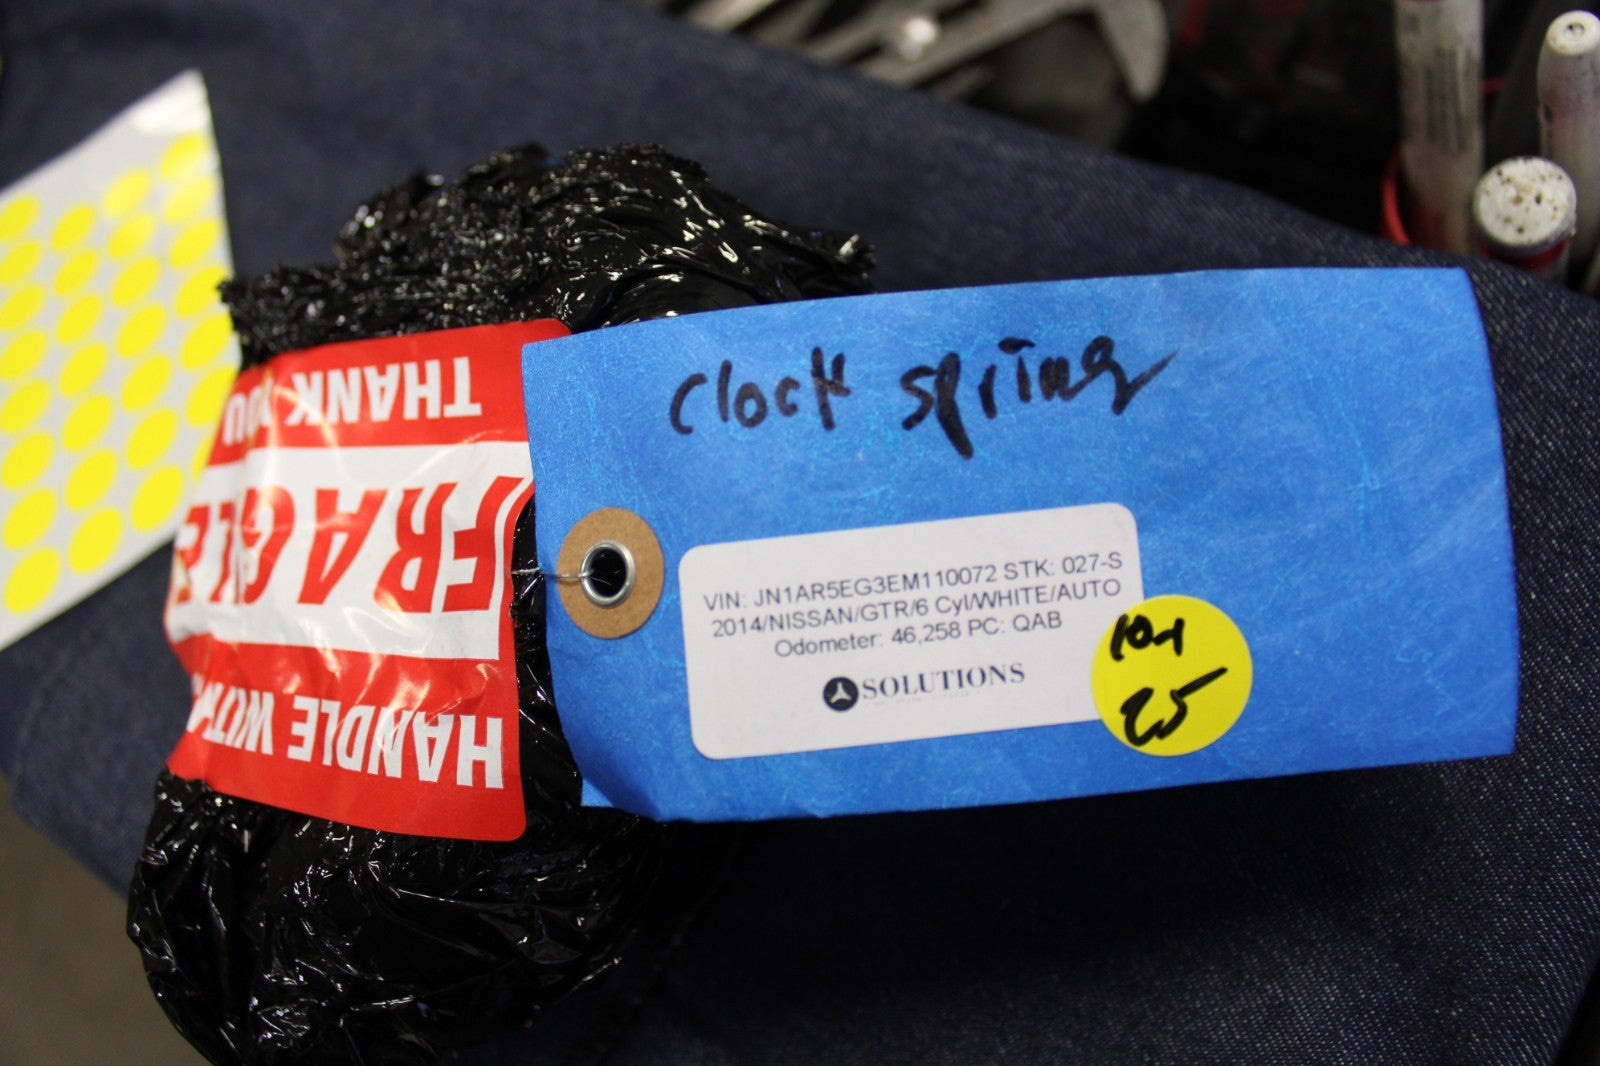 Clock spring
VIN: JN1AR5EG3EM110072 STK: 027-S
2014/NISSAN/GTR/6 Cyl/WHITE/AUTO
Odometer: 46,258 PC: QAB
SOLUTIONS
25
THANK YOU
FRAGILE
HANDLE WITH